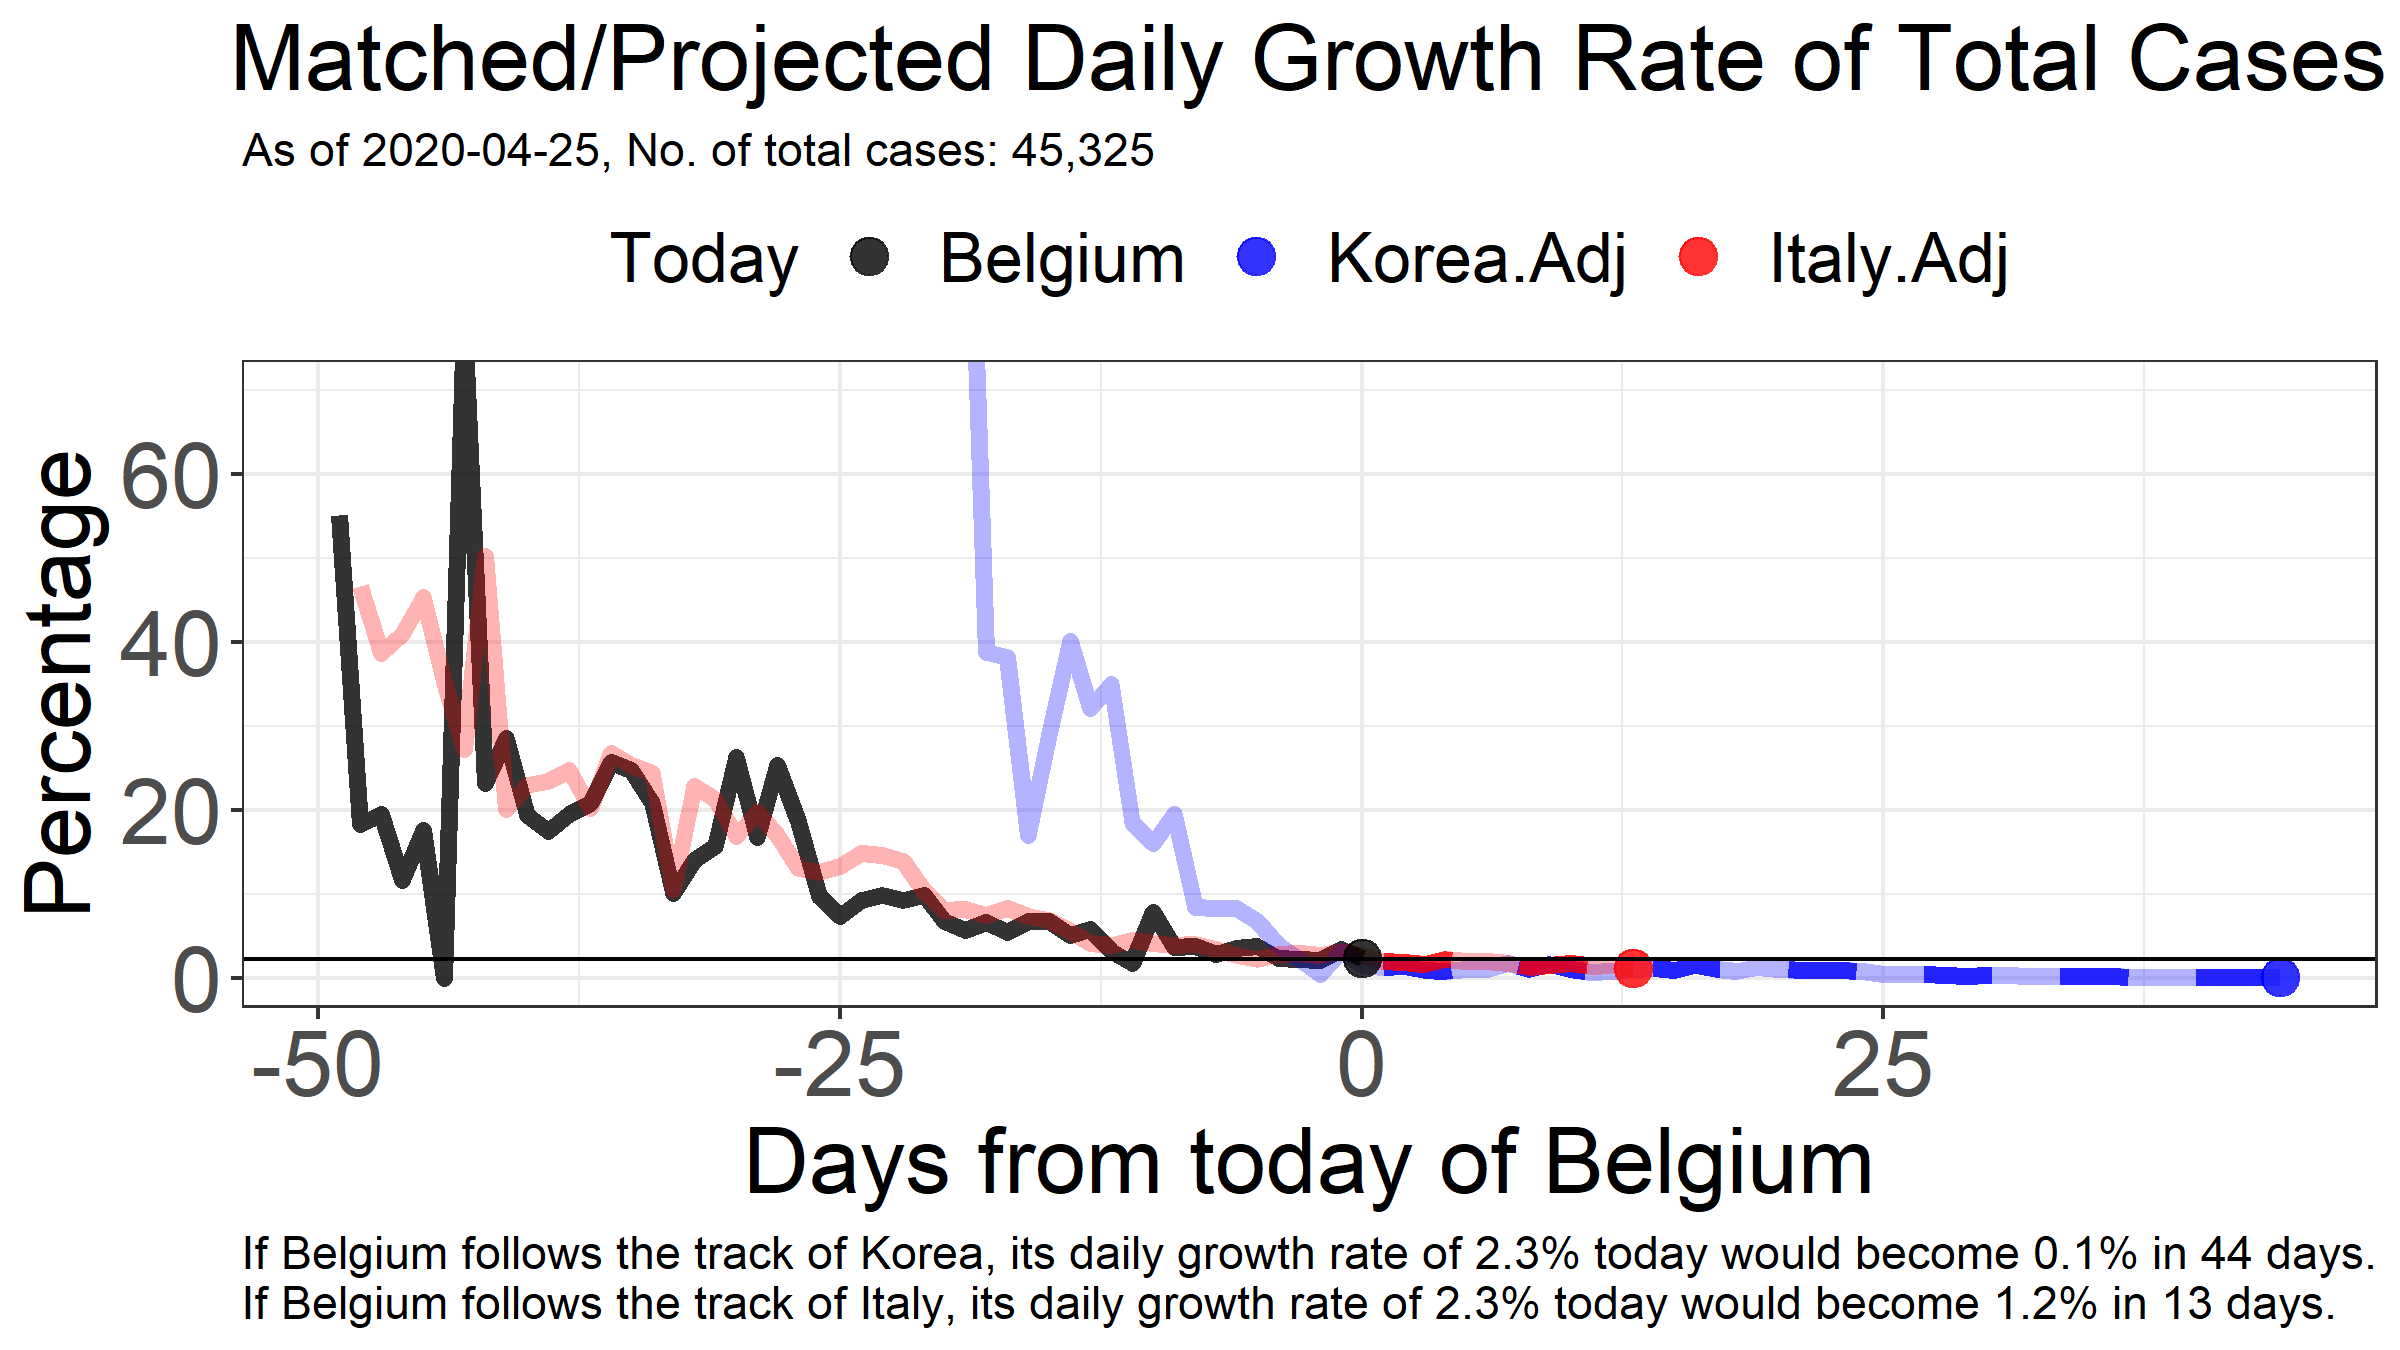 Matched/Projected Daily Growth Rate of Total Cases
As of 2020-04-25, No. of total cases: 45,325
Today Belgium Korea.Adj Italy.Adj
Percentage
60
40
20
0
-50 -25 0 25
Days from today of Belgium
If Belgium follows the track of Korea, its daily growth rate of 2.3% today would become 0.1% in 44 days.
If Belgium follows the track of Italy, its daily growth rate of 2.3% today would become 1.2% in 13 days.